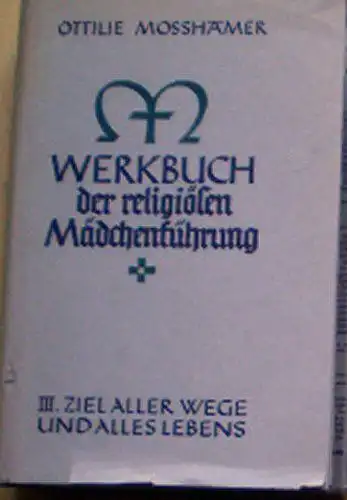 OTTILIE MOSSHAMER
WERKBUCH
der religiösen
Mädchenführung
III. ZIEL ALLER WEGE
UND ALLES LEBENS